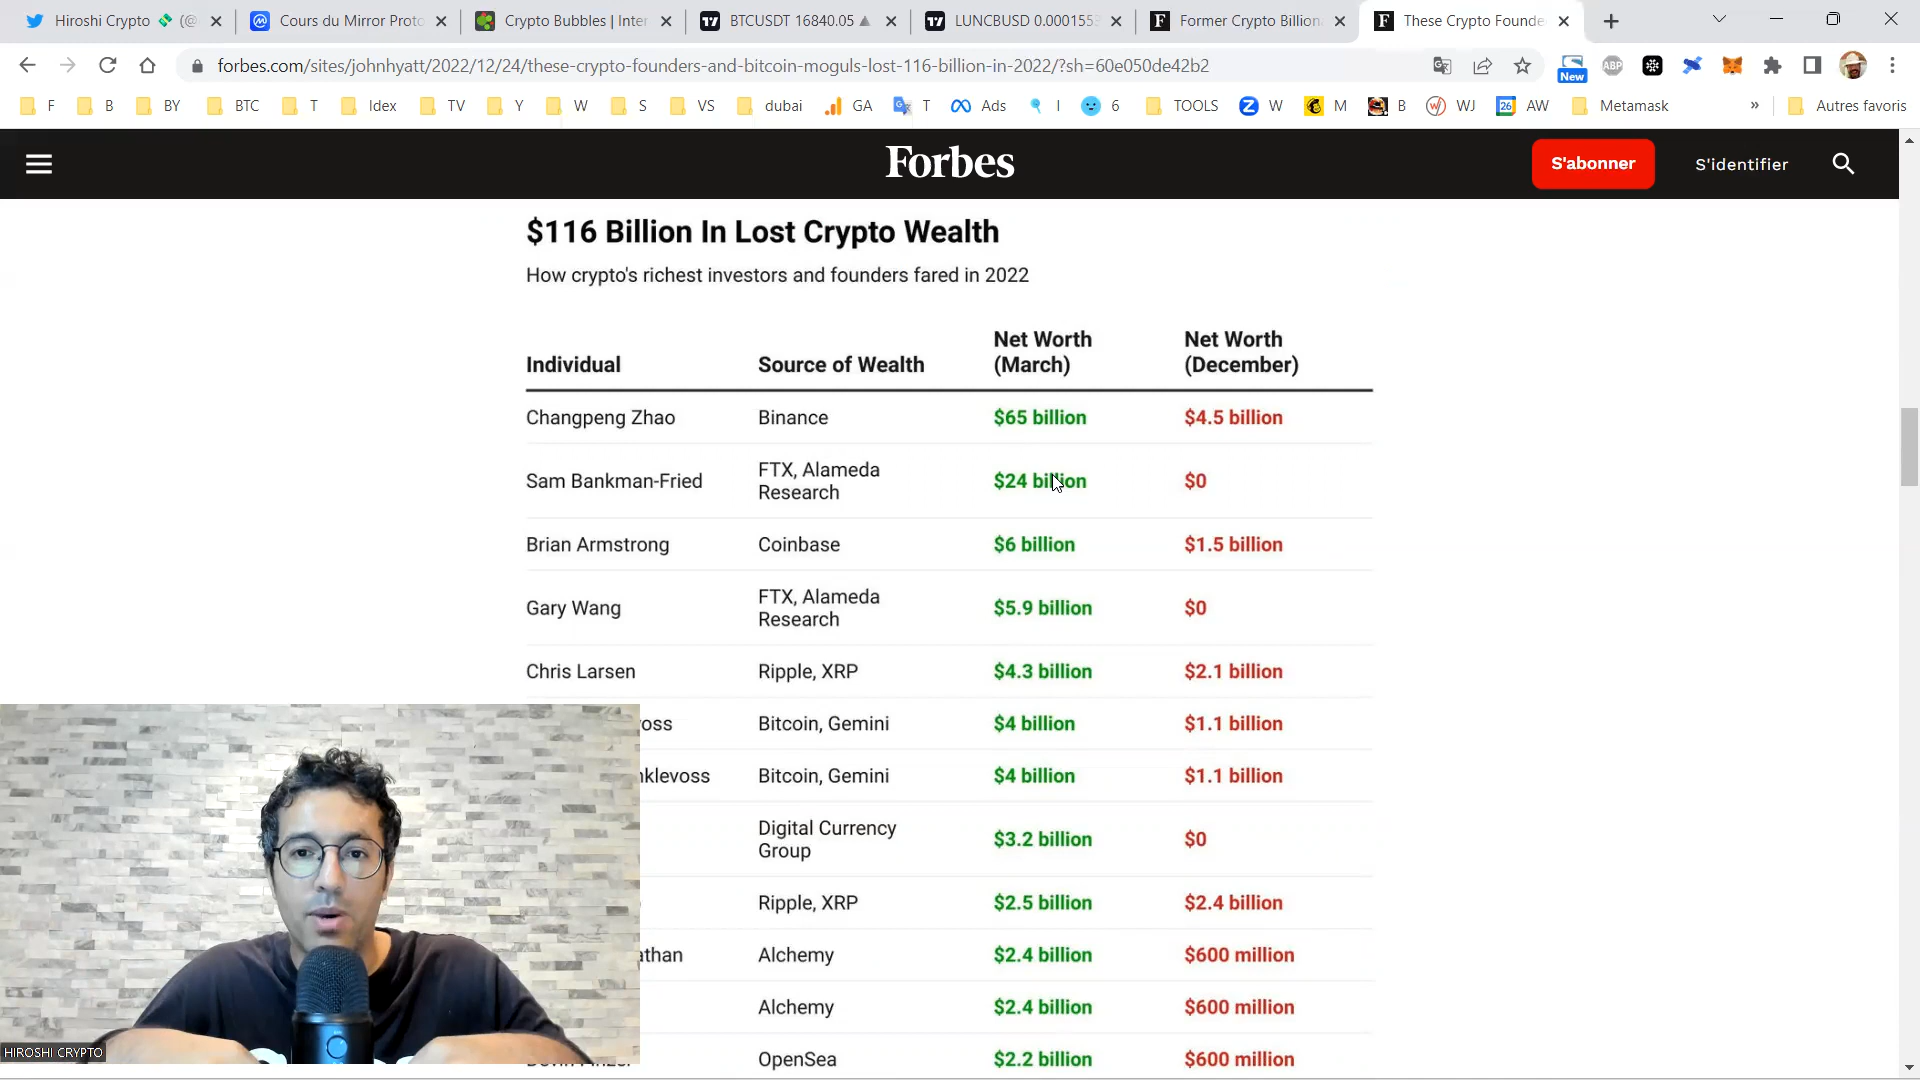 Hiroshi Crypto (@
Cours du Mirror Proto
Crypto Bubbles | Inter
BTCUSDT 16840.05
LUNCBUSD 0.0001553
Former Crypto Billion
These Crypto Founde
forbes.com/sites/johnhyatt/2022/12/24/these-crypto-founders-and-bitcoin-moguls-lost-116-billion-in-2022/?sh=60e050de42b2
New
ABP
F B BY BTC T Idex TV Y W S VS dubai GA T Ads I 6 TOOLS W M B WJ 26 AW Metamask » Autres favoris
Forbes
S'abonner
S'identifier
$116 Billion In Lost Crypto Wealth
How crypto's richest investors and founders fared in 2022
Individual Source of Wealth Net Worth (March) Net Worth (December)
Changpeng Zhao Binance $65 billion $4.5 billion
Sam Bankman-Fried FTX, Alameda Research $24 billion $0
Brian Armstrong Coinbase $6 billion $1.5 billion
Gary Wang FTX, Alameda Research $5.9 billion $0
Chris Larsen Ripple, XRP $4.3 billion $2.1 billion
oss Bitcoin, Gemini $4 billion $1.1 billion
klevoss Bitcoin, Gemini $4 billion $1.1 billion
Digital Currency Group $3.2 billion $0
Ripple, XRP $2.5 billion $2.4 billion
athan Alchemy $2.4 billion $600 million
Alchemy $2.4 billion $600 million
OpenSea $2.2 billion $600 million
HIROSHI CRYPTO